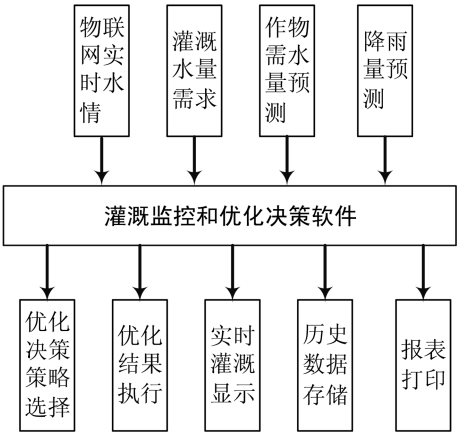 物联
网实
时水
情
灌溉
水量
需求
作物
需水
量预
测
降雨
量预
测
灌溉监控和优化决策软件
优化
决策
策略
选择
优化
结果
执行
实时
灌溉
显示
历史
数据
存储
报表
打印